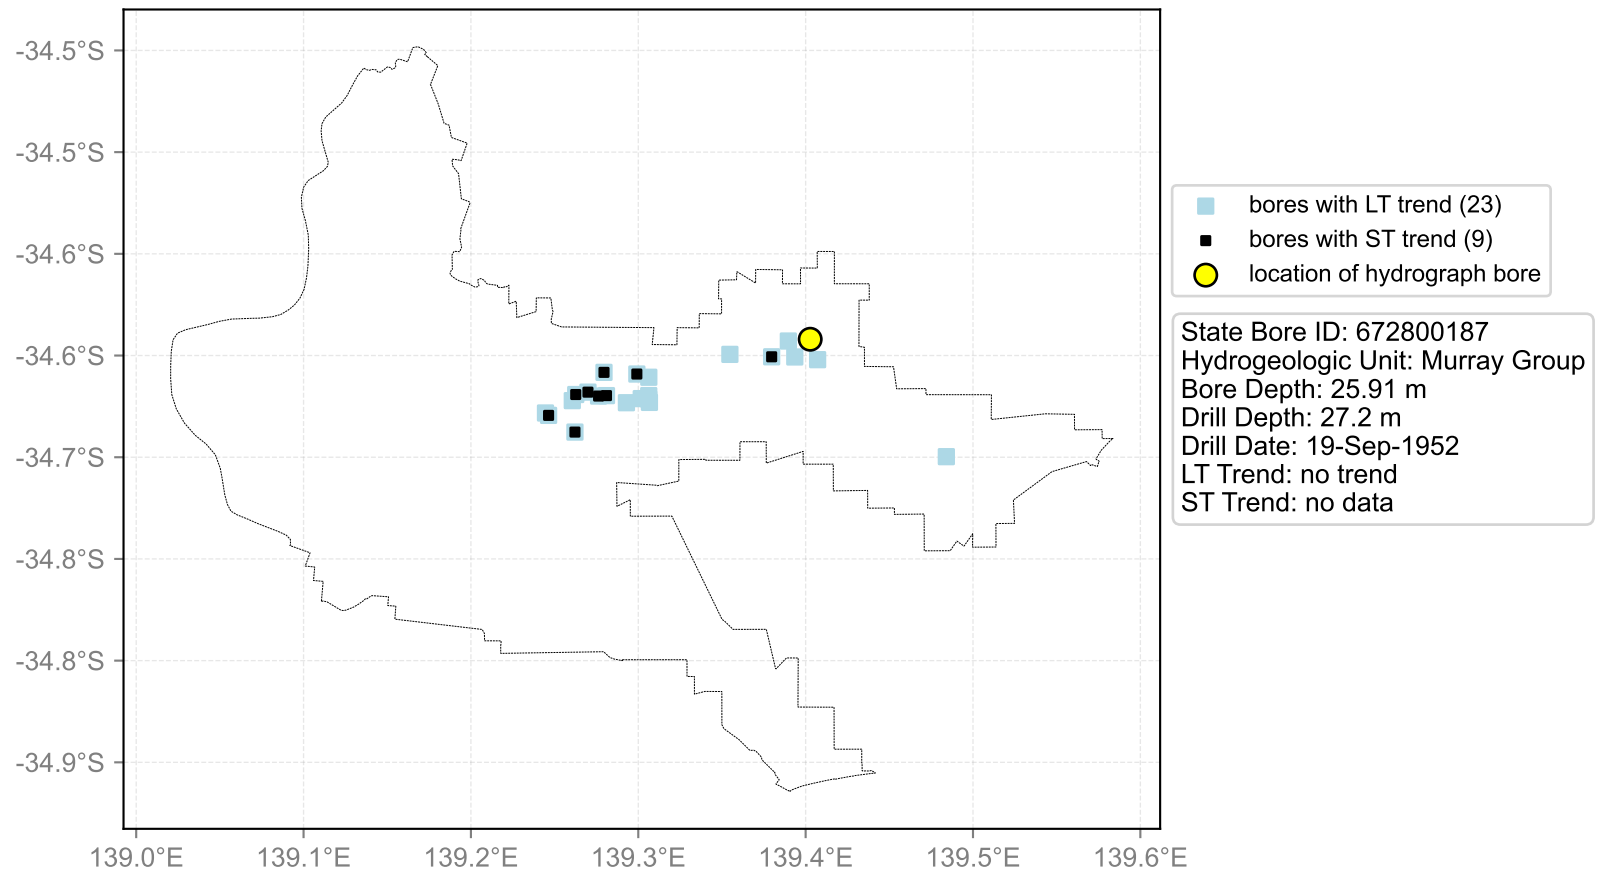 -34.5°S
-34.5°S
-34.6°S
-34.6°S
-34.7°S
-34.8°S
-34.8°S
-34.9°S
139.0°E 139.1°E 139.2°E 139.3°E 139.4°E 139.5°E 139.6°E
bores with LT trend (23)
bores with ST trend (9)
location of hydrograph bore
State Bore ID: 672800187
Hydrogeologic Unit: Murray Group
Bore Depth: 25.91 m
Drill Depth: 27.2 m
Drill Date: 19-Sep-1952
LT Trend: no trend
ST Trend: no data